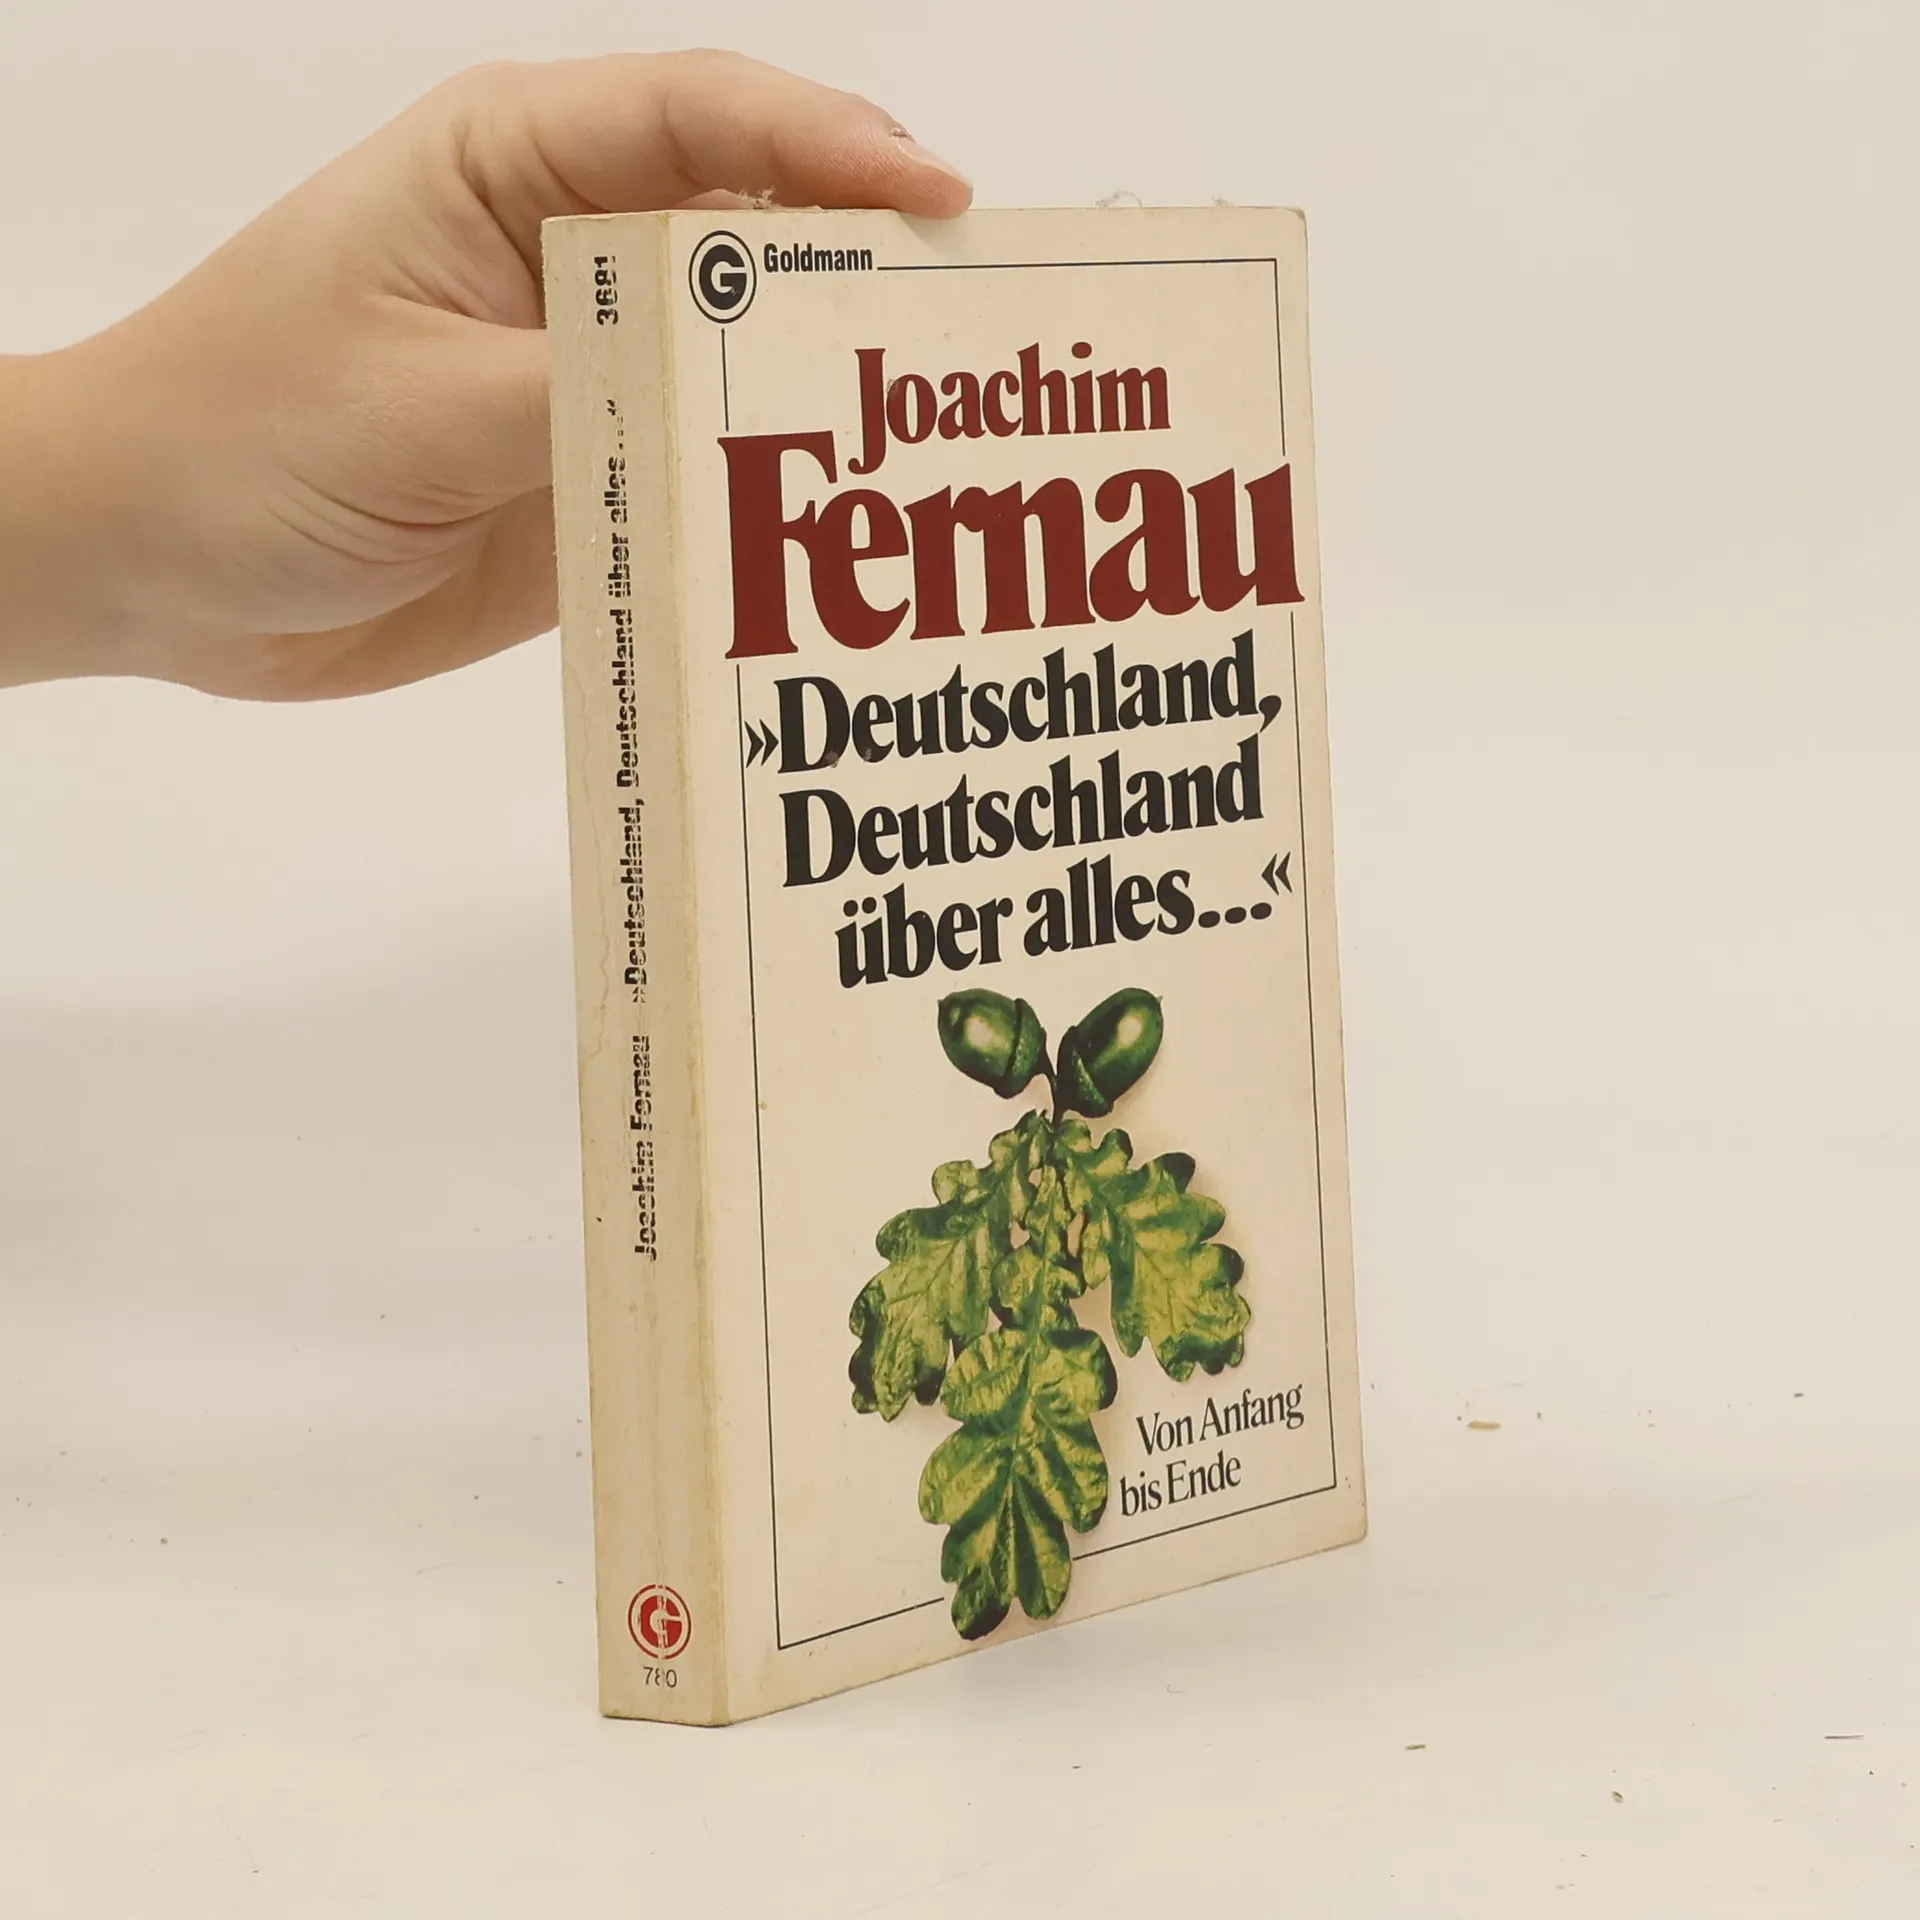 Goldmann
Joachim
Fernau
»Deutschland,
Deutschland
über alles...«
Von Anfang
bis Ende
Joachim Fernau »Deutschland, Deutschland über alles...« 3681
G
G
780